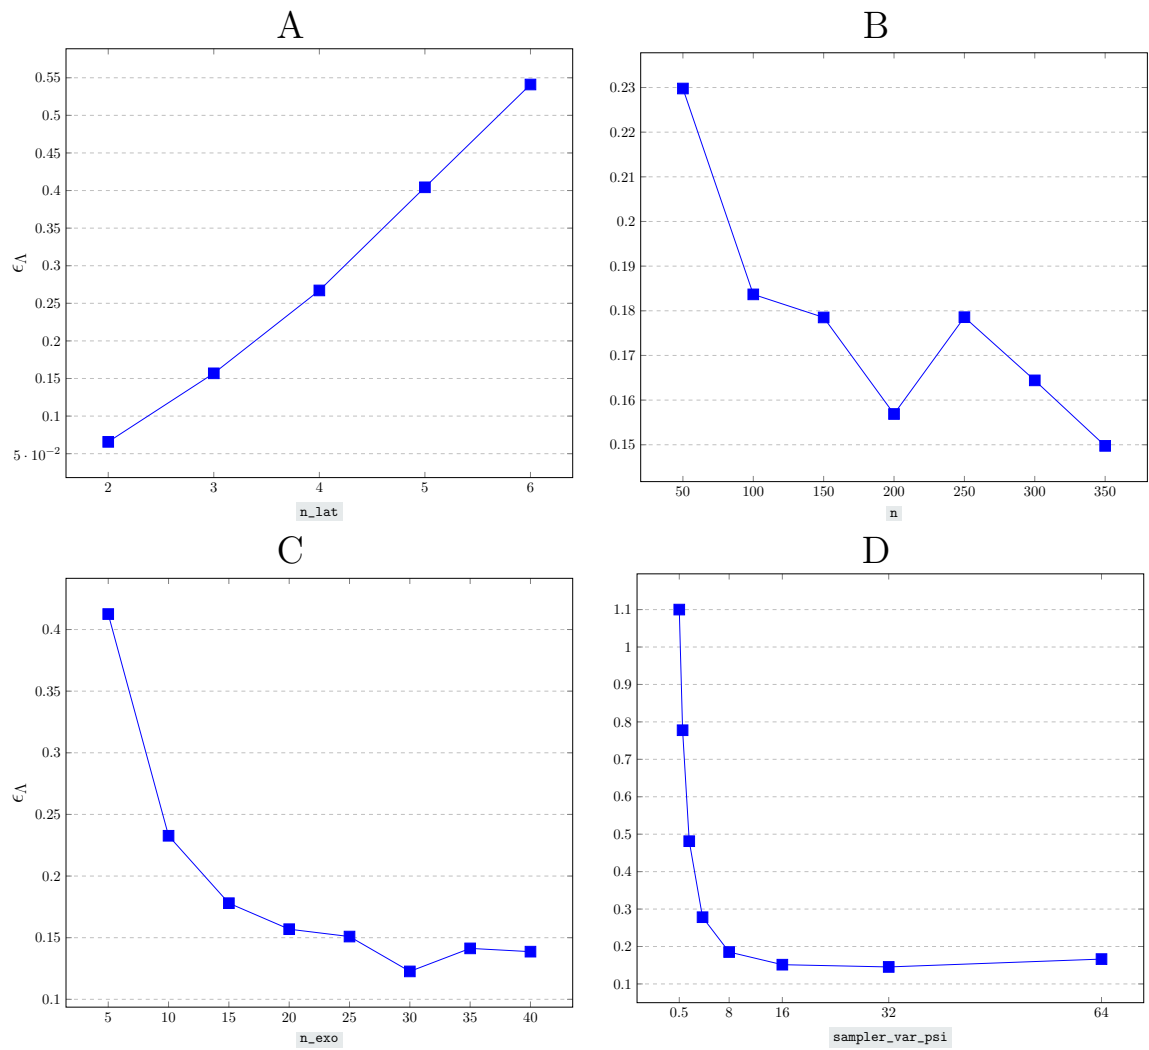 A
0.55
0.5
0.45
0.4
0.35
0.3
0.25
0.2
0.15
0.1
5 · 10⁻²
ϵ_Λ
2 3 4 5 6
n_lat
B
0.23
0.22
0.21
0.2
0.19
0.18
0.17
0.16
0.15
50 100 150 200 250 300 350
n
C
0.4
0.35
0.3
0.25
0.2
0.15
0.1
ϵ_Λ
5 10 15 20 25 30 35 40
n_exo
D
1.1
1
0.9
0.8
0.7
0.6
0.5
0.4
0.3
0.2
0.1
0.5 8 16 32 64
sampler_var_psi